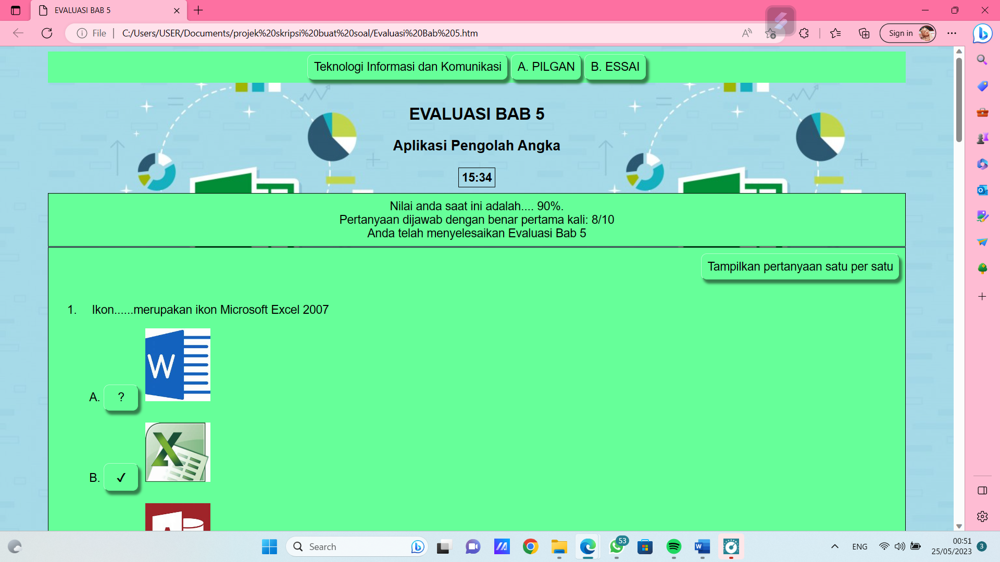 EVALUASI BAB 5
File
C:/Users/USER/Documents/projek%20skripsi%20buat%20soal/Evaluasi%20Bab%205.htm
Sign in
Teknologi Informasi dan Komunikasi
A. PILGAN
B. ESSAI
EVALUASI BAB 5
Aplikasi Pengolah Angka
15:34
Nilai anda saat ini adalah.... 90%.
Pertanyaan dijawab dengan benar pertama kali: 8/10
Anda telah menyelesaikan Evaluasi Bab 5
Tampilkan pertanyaan satu per satu
1. Ikon......merupakan ikon Microsoft Excel 2007
W
A. ?
X
B. ✓
A
Search
53
W
ENG
00:51
25/05/2023
3